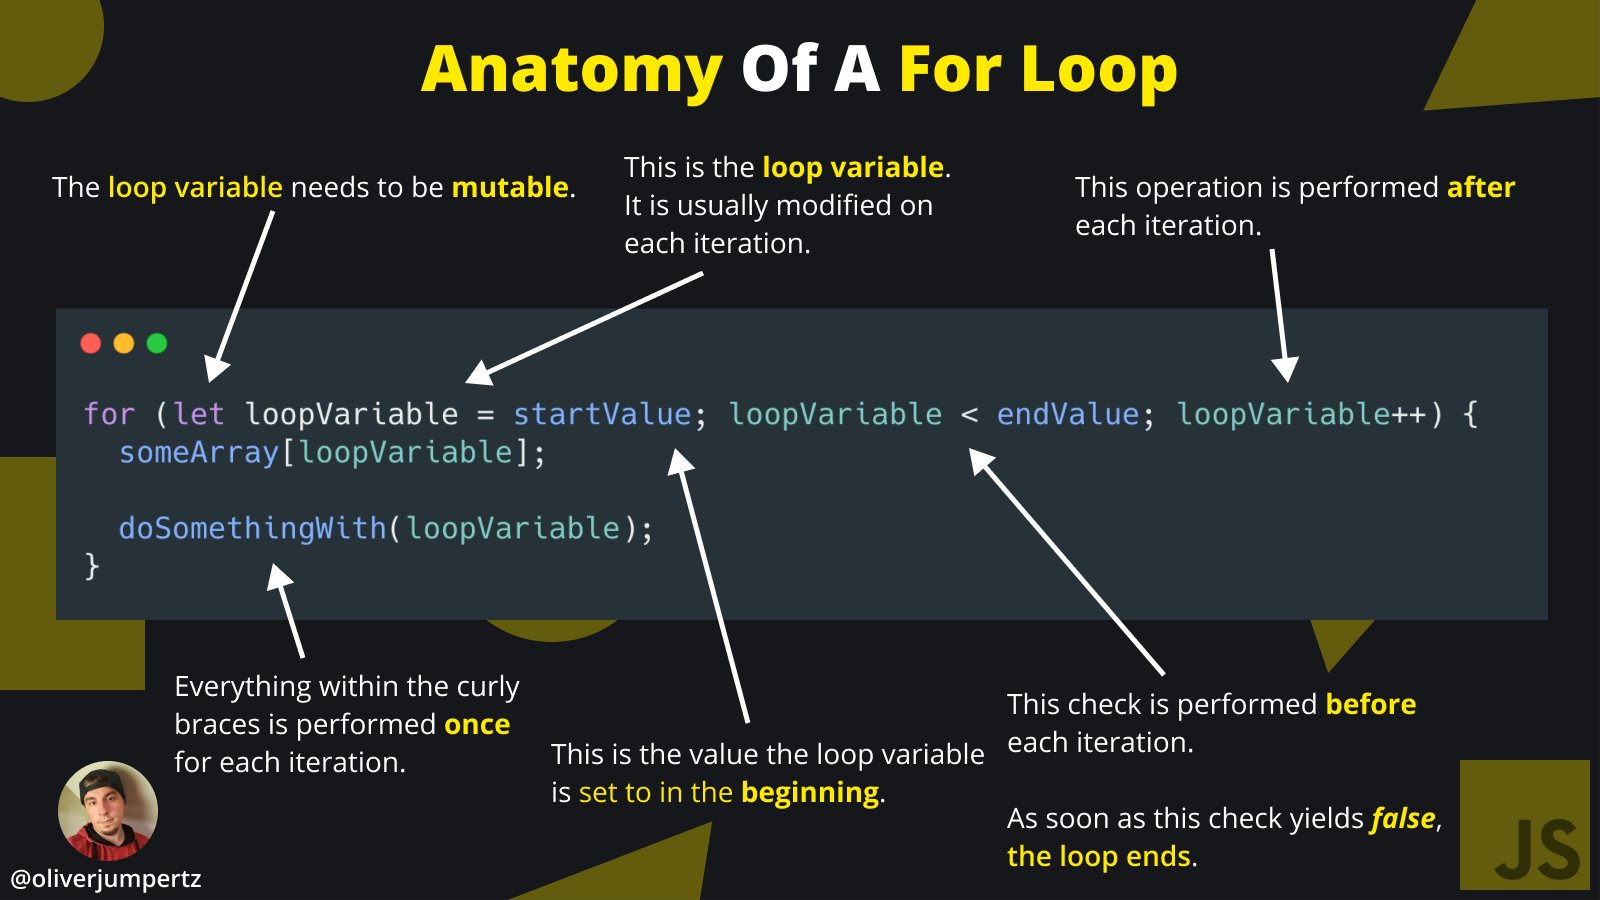 Anatomy Of A For Loop
The loop variable needs to be mutable.
This is the loop variable.
It is usually modified on
each iteration.
This operation is performed after
each iteration.
for (let loopVariable = startValue; loopVariable < endValue; loopVariable++) {
  someArray[loopVariable];
  doSomethingWith(loopVariable);
}
Everything within the curly
braces is performed once
for each iteration.
This is the value the loop variable
is set to in the beginning.
This check is performed before
each iteration.
As soon as this check yields false,
the loop ends.
@oliverjumpertz
JS